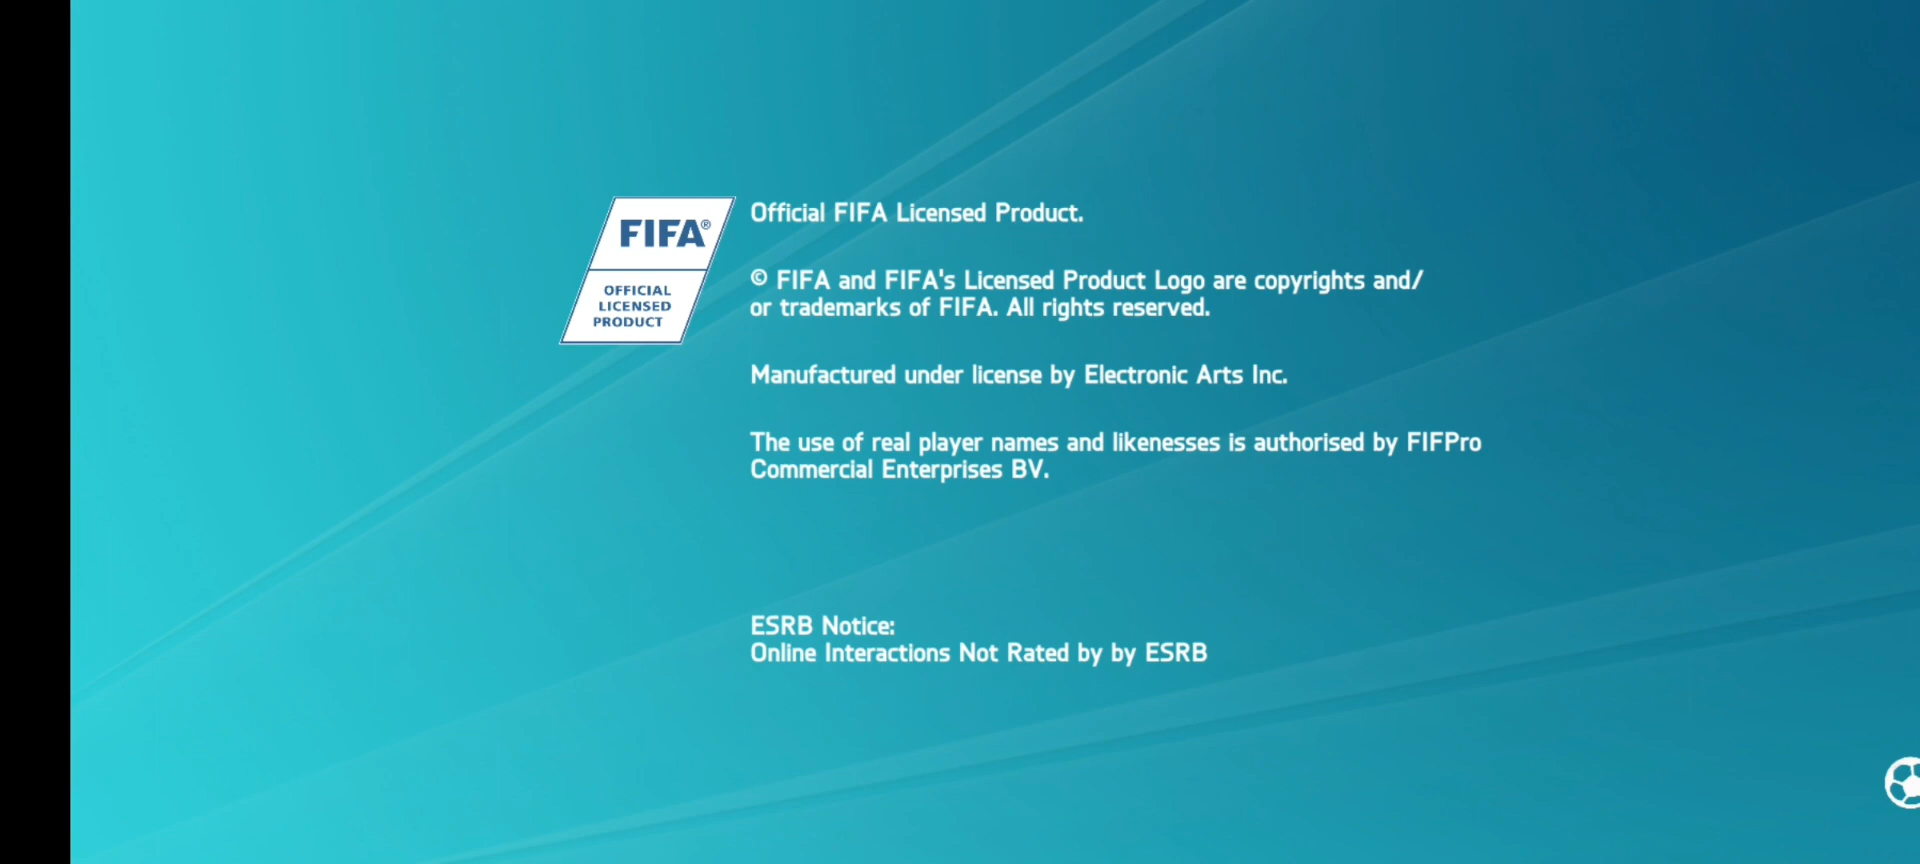 FIFA®
OFFICIAL
LICENSED
PRODUCT
Official FIFA Licensed Product.
© FIFA and FIFA's Licensed Product Logo are copyrights and/
or trademarks of FIFA. All rights reserved.
Manufactured under license by Electronic Arts Inc.
The use of real player names and likenesses is authorised by FIFPro
Commercial Enterprises BV.
ESRB Notice:
Online Interactions Not Rated by by ESRB